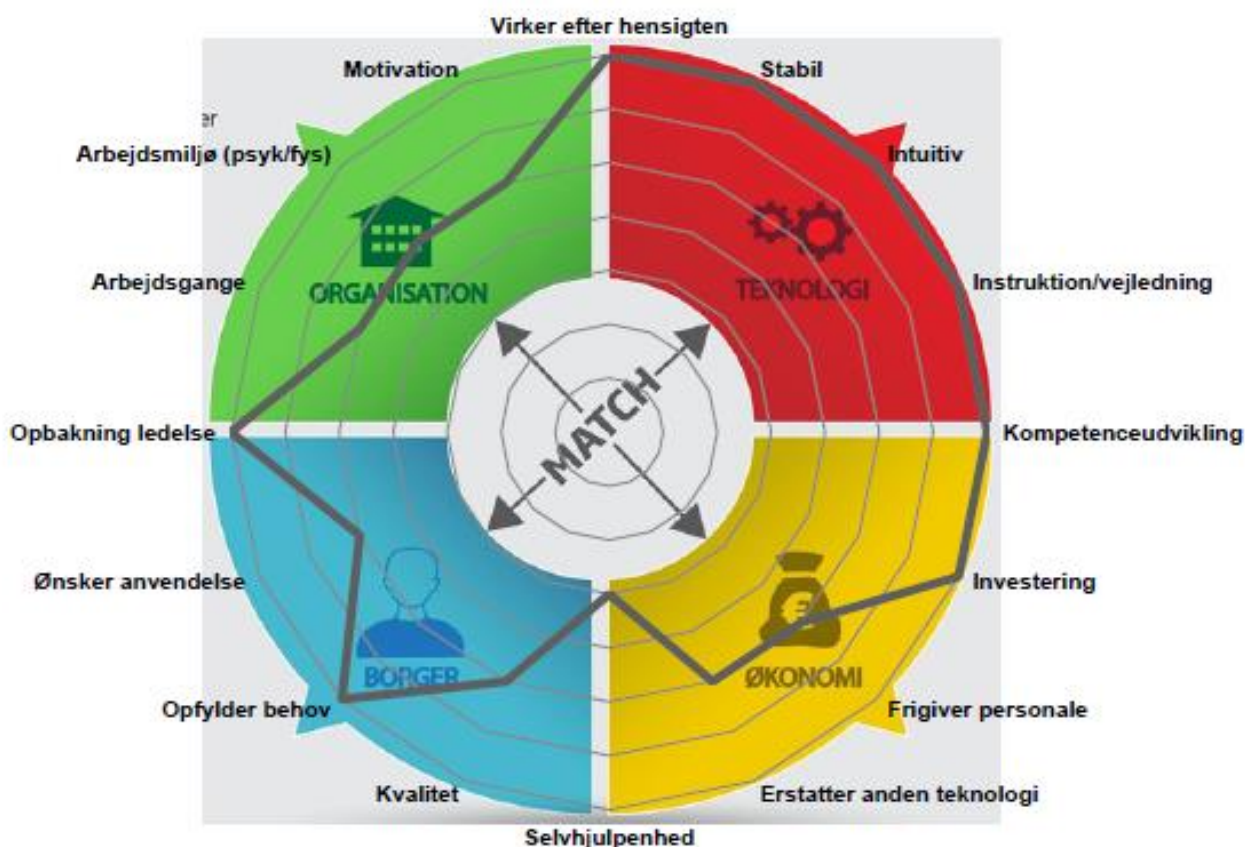 Virker efter hensigten
Motivation
Stabil
er
Arbejdsmiljø (psyk/fys)
Intuitiv
Arbejdsgange
ORGANISATION
TEKNOLOGI
Instruktion/vejledning
MATCH
Opbakning ledelse
Kompetenceudvikling
Ønsker anvendelse
Investering
BORGER
ØKONOMI
Opfylder behov
Frigiver personale
Kvalitet
Erstatter anden teknologi
Selvhjulpenhed